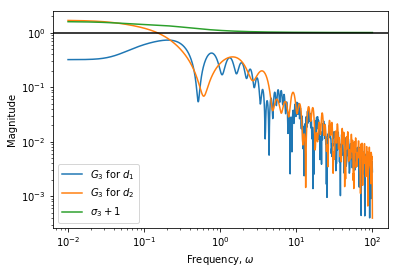 10⁰
10⁻¹
10⁻²
10⁻³
Magnitude
G₃ for d₁
G₃ for d₂
σ₃ + 1
10⁻² 10⁻¹ 10⁰ 10¹ 10²
Frequency, ω